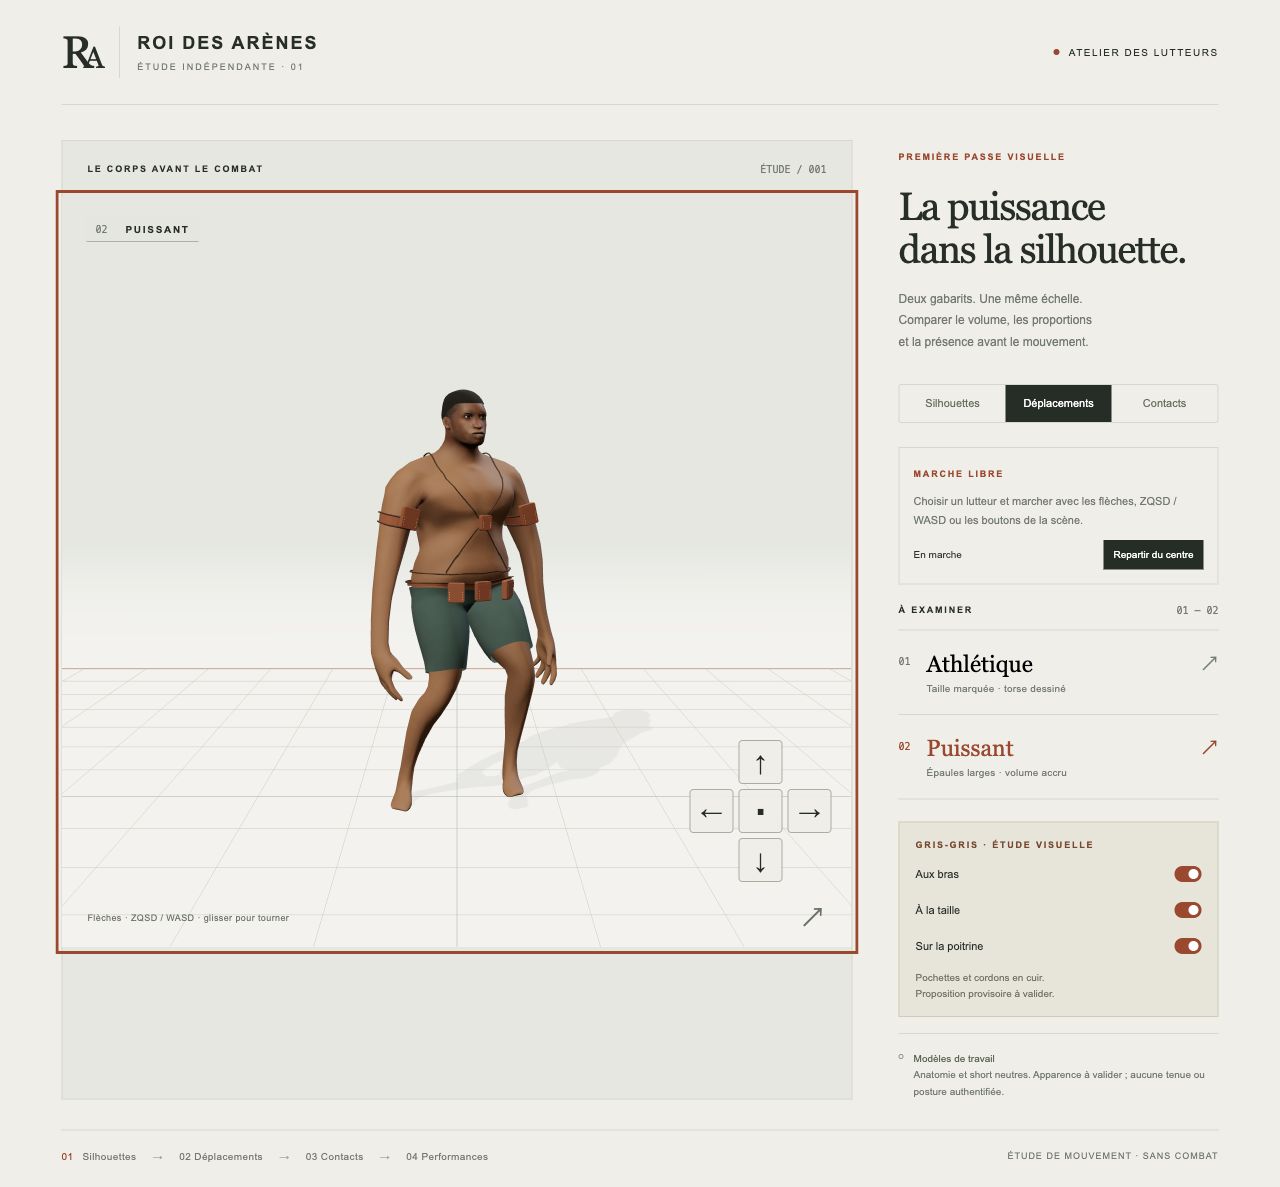 RA
ROI DES ARÈNES
ÉTUDE INDÉPENDANTE · 01
ATELIER DES LUTTEURS
LE CORPS AVANT LE COMBAT
ÉTUDE / 001
02 PUISSANT
↑
← ▪ →
↓
Flèches · ZQSD / WASD · glisser pour tourner
↗
PREMIÈRE PASSE VISUELLE
La puissance
dans la silhouette.
Deux gabarits. Une même échelle.
Comparer le volume, les proportions
et la présence avant le mouvement.
Silhouettes
Déplacements
Contacts
MARCHE LIBRE
Choisir un lutteur et marcher avec les flèches, ZQSD /
WASD ou les boutons de la scène.
En marche
Repartir du centre
À EXAMINER
01 — 02
01 Athlétique ↗
Taille marquée · torse dessiné
02 Puissant ↗
Épaules larges · volume accru
GRIS-GRIS · ÉTUDE VISUELLE
Aux bras
À la taille
Sur la poitrine
Pochettes et cordons en cuir.
Proposition provisoire à valider.
Modèles de travail
Anatomie et short neutres. Apparence à valider ; aucune tenue ou
posture authentifiée.
01 Silhouettes → 02 Déplacements → 03 Contacts → 04 Performances
ÉTUDE DE MOUVEMENT · SANS COMBAT